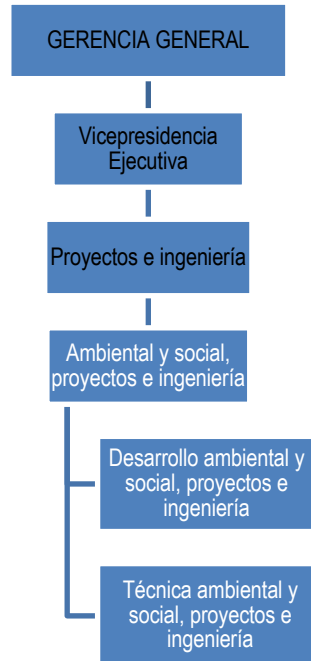 GERENCIA GENERAL
Vicepresidencia
Ejecutiva
Proyectos e ingeniería
Ambiental y social,
proyectos e ingeniería
Desarrollo ambiental y
social, proyectos e
ingeniería
Técnica ambiental y
social, proyectos e
ingeniería